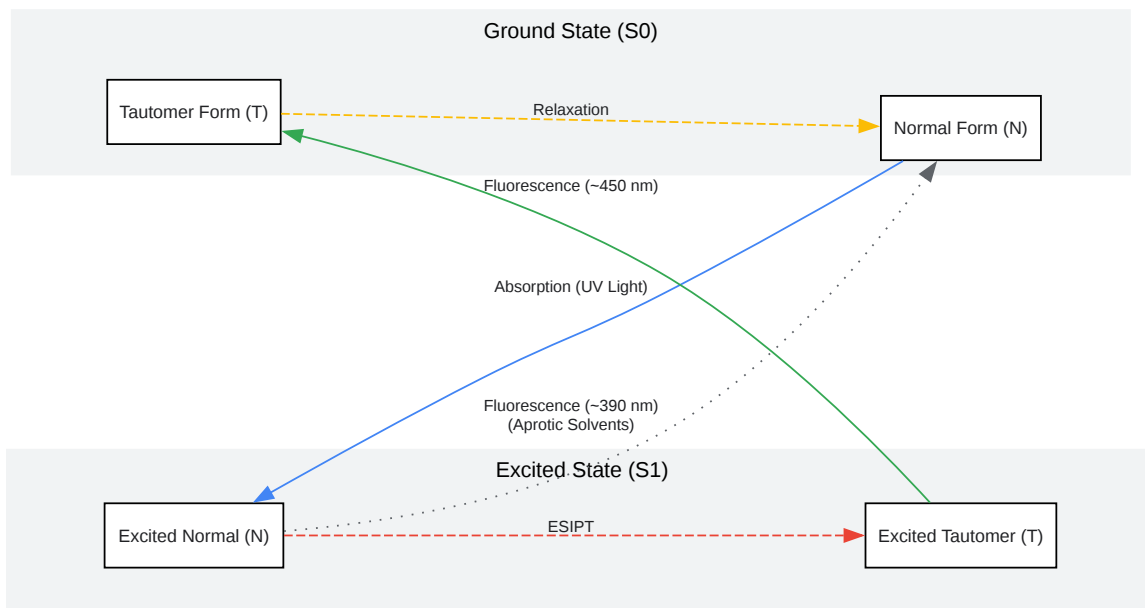 Ground State (S0)
Tautomer Form (T)
Relaxation
Normal Form (N)
Fluorescence (~450 nm)
Absorption (UV Light)
Fluorescence (~390 nm)
(Aprotic Solvents)
Excited State (S1)
Excited Normal (N)
ESIPT
Excited Tautomer (T)